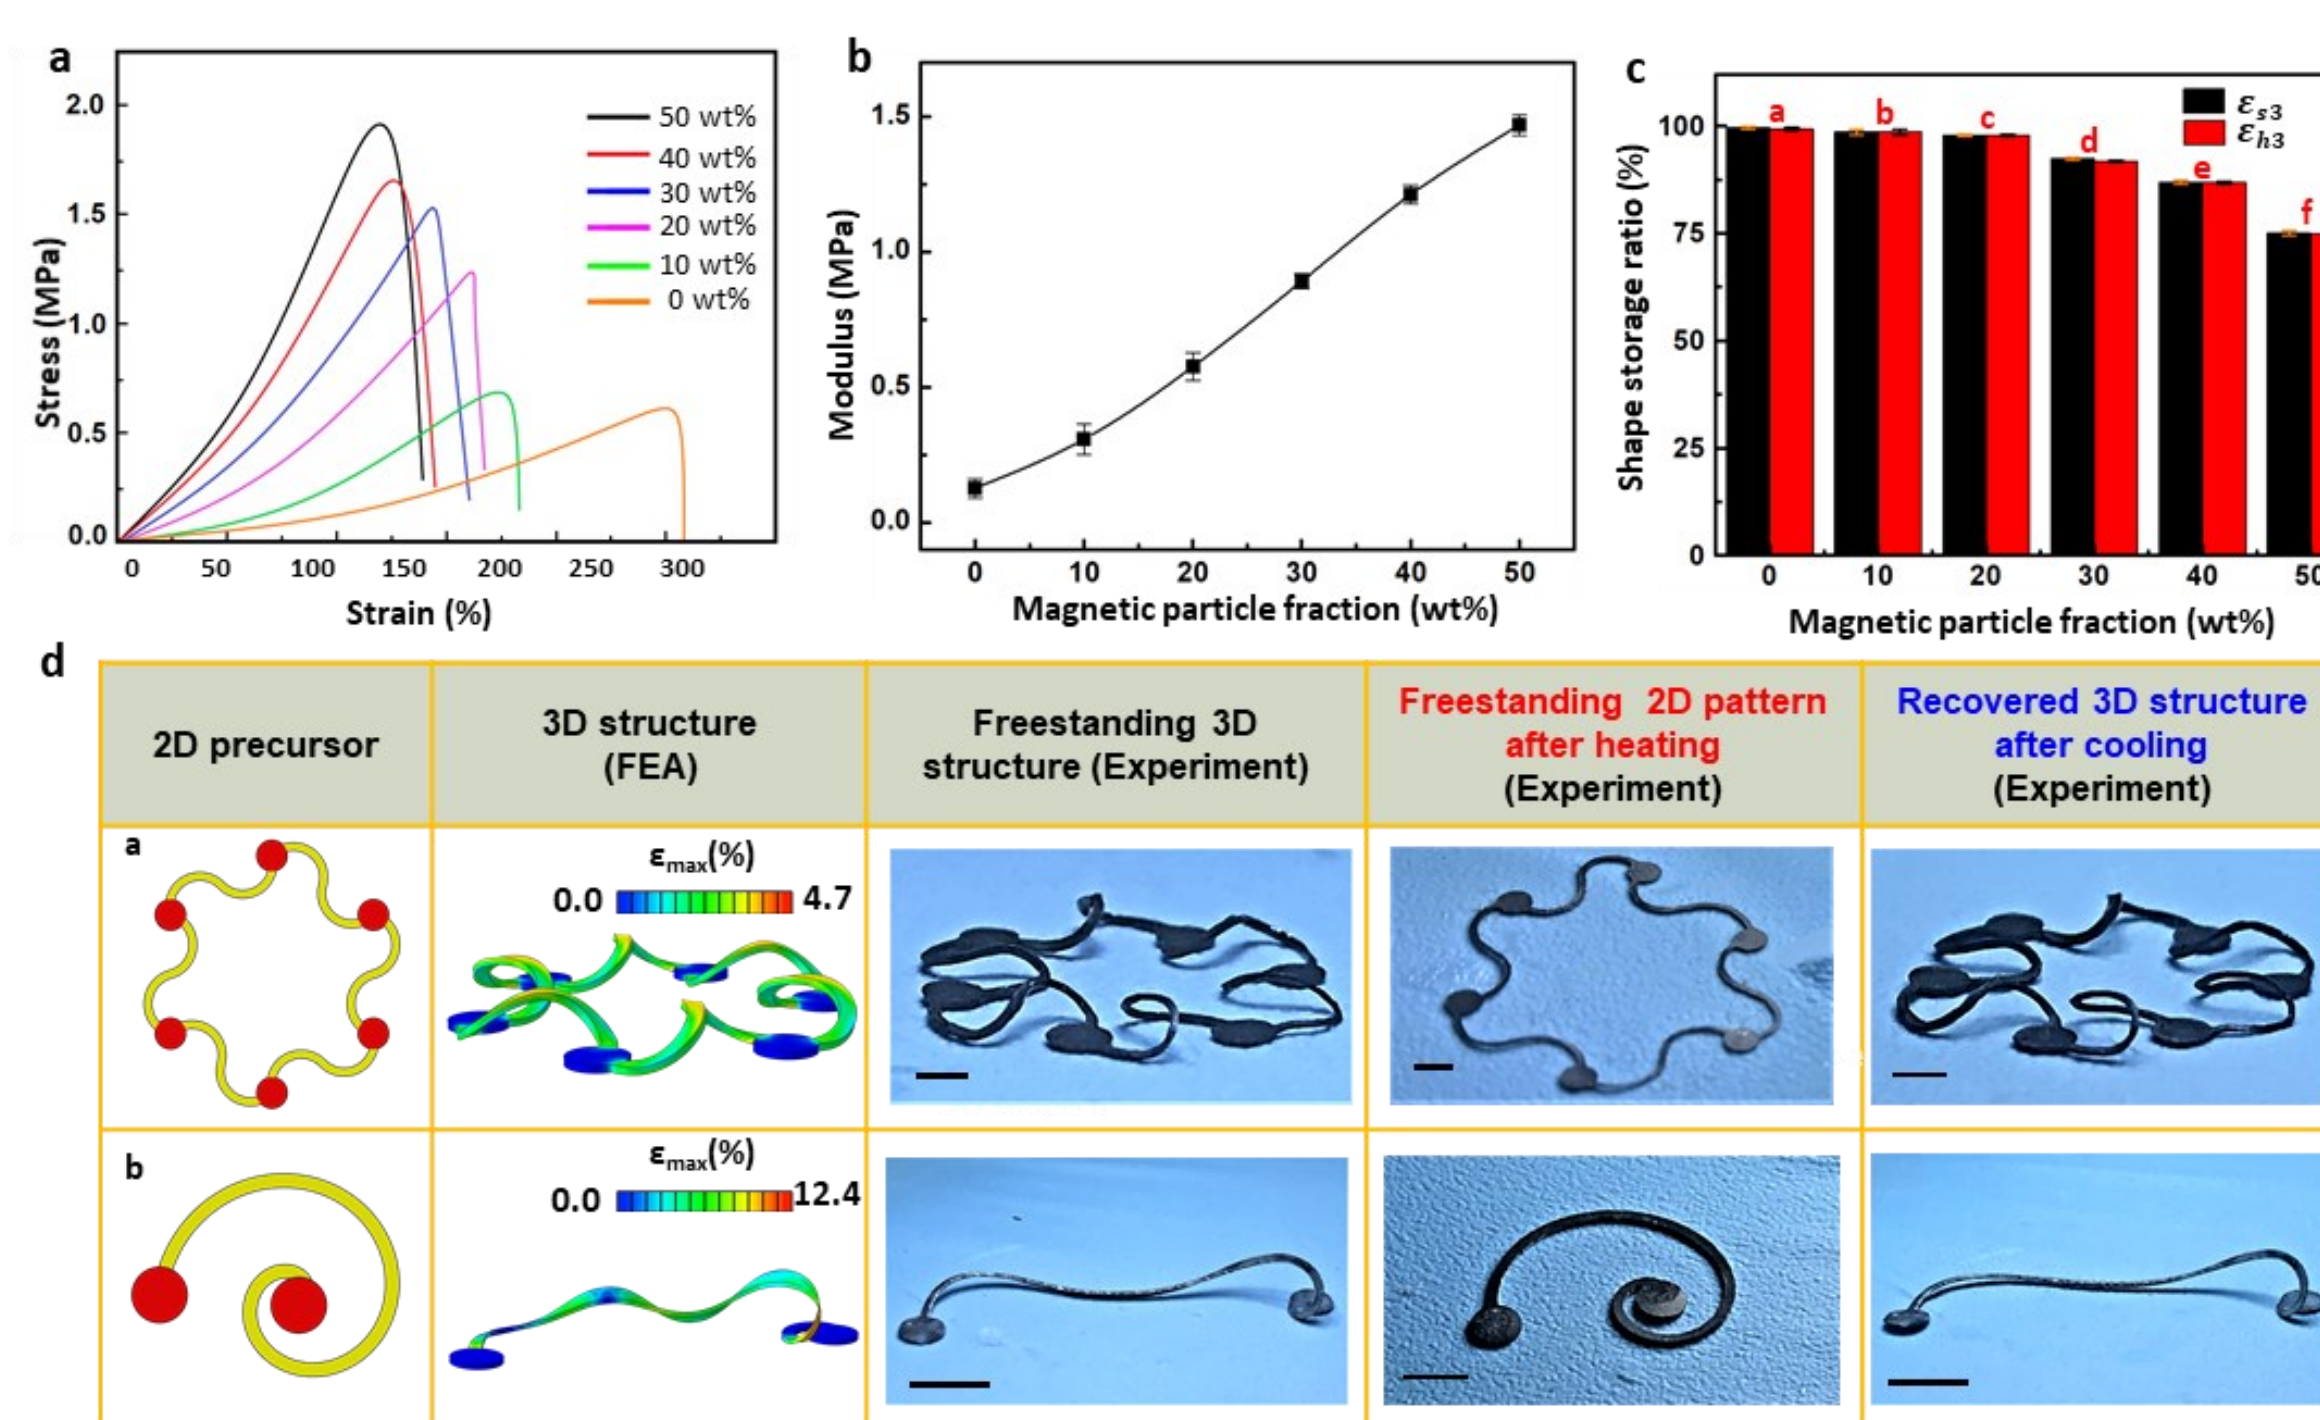 a
2.0
1.5
1.0
0.5
0.0
0 50 100 150 200 250 300
Stress (MPa)
Strain (%)
50 wt%
40 wt%
30 wt%
20 wt%
10 wt%
0 wt%
b
1.5
1.0
0.5
0.0
0 10 20 30 40 50
Modulus (MPa)
Magnetic particle fraction (wt%)
c
100
75
50
25
0
0 10 20 30 40 50
Shape storage ratio (%)
Magnetic particle fraction (wt%)
a b c d e f
εs3
εh3
d
2D precursor
3D structure
(FEA)
Freestanding 3D
structure (Experiment)
Freestanding 2D pattern
after heating
(Experiment)
Recovered 3D structure
after cooling
(Experiment)
a
εmax(%)
0.0 4.7
b
εmax(%)
0.0 12.4